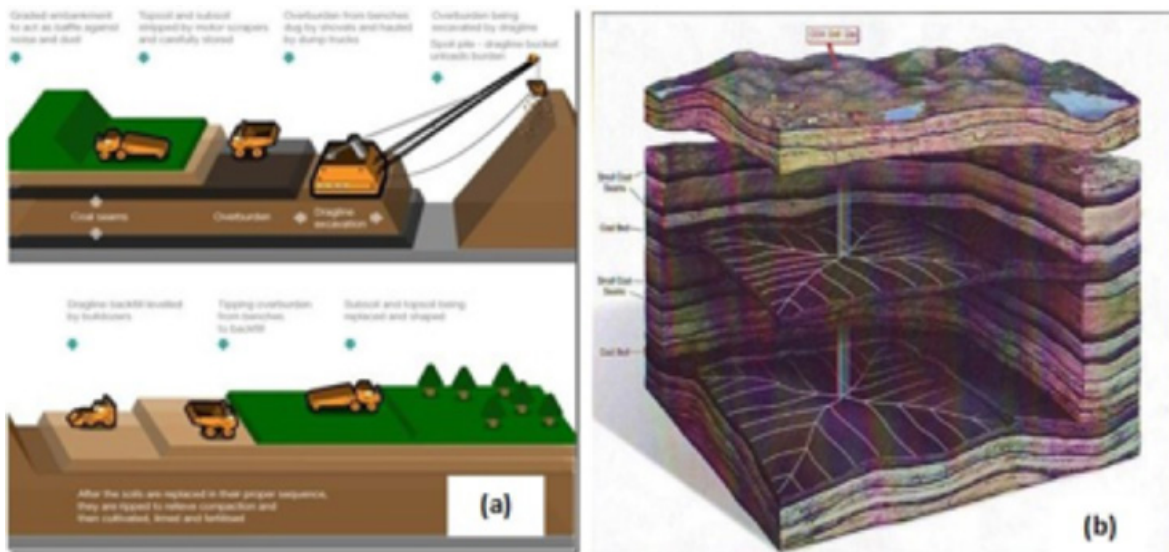 Graded embankment
to act as baffle against
noise and dust
Topsoil and subsoil
stripped by motor scrapers
and carefully stored
Overburden from benches
dug by shovels and hauled
by dump trucks
Overburden being
excavated by dragline
Spoil pile - dragline bucket
unloads burden
Coal seams
Overburden
Dragline
excavation
Dragline backfill levelled
by bulldozers
Tipping overburden
from benches
to backfill
Subsoil and topsoil being
replaced and shaped
After the soils are replaced in their proper sequence,
they are ripped to relieve compaction and
then cultivated, limed and fertilised
(a)
Small Coal
Seams
Coal Bed
Small Coal
Seams
Coal Bed
(b)